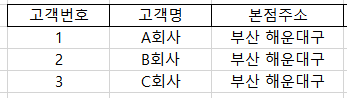 고객번호 고객명 본점주소
1 A회사 부산 해운대구
2 B회사 부산 해운대구
3 C회사 부산 해운대구